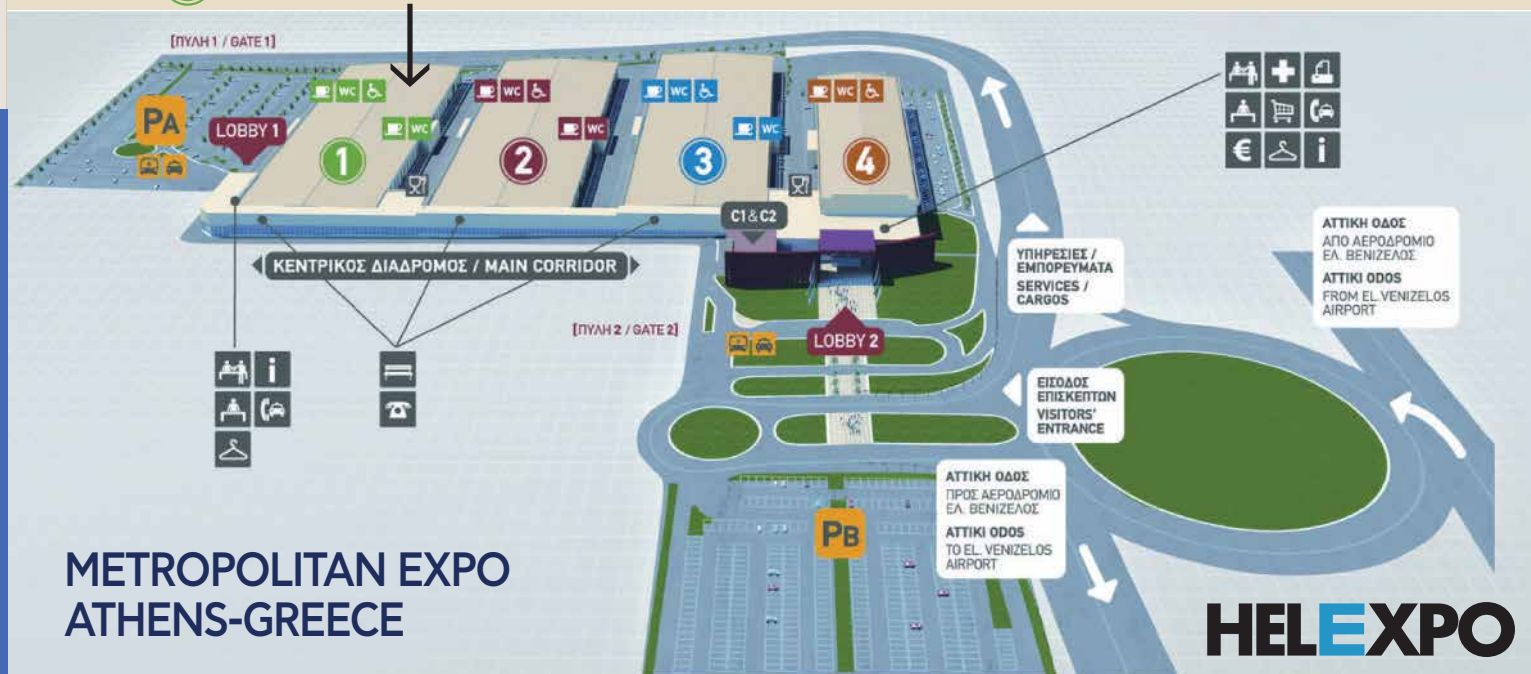 [ΠΥΛΗ 1 / GATE 1]
PA
LOBBY 1
WC
WC
1
WC
WC
2
WC
WC
3
WC
4
C1&C2
€ i
ΚΕΝΤΡΙΚΟΣ ΔΙΑΔΡΟΜΟΣ / MAIN CORRIDOR
[ΠΥΛΗ 2 / GATE 2]
LOBBY 2
i
ΥΠΗΡΕΣΙΕΣ /
ΕΜΠΟΡΕΥΜΑΤΑ
SERVICES /
CARGOS
ΑΤΤΙΚΗ ΟΔΟΣ
ΑΠΟ ΑΕΡΟΔΡΟΜΙΟ
ΕΛ. ΒΕΝΙΖΕΛΟΣ
ATTIKI ODOS
FROM EL. VENIZELOS
AIRPORT
ΕΙΣΟΔΟΣ
ΕΠΙΣΚΕΠΤΩΝ
VISITORS'
ENTRANCE
ΑΤΤΙΚΗ ΟΔΟΣ
ΠΡΟΣ ΑΕΡΟΔΡΟΜΙΟ
ΕΛ. ΒΕΝΙΖΕΛΟΣ
ATTIKI ODOS
TO EL. VENIZELOS
AIRPORT
PB
METROPOLITAN EXPO
ATHENS-GREECE
HELEXPO